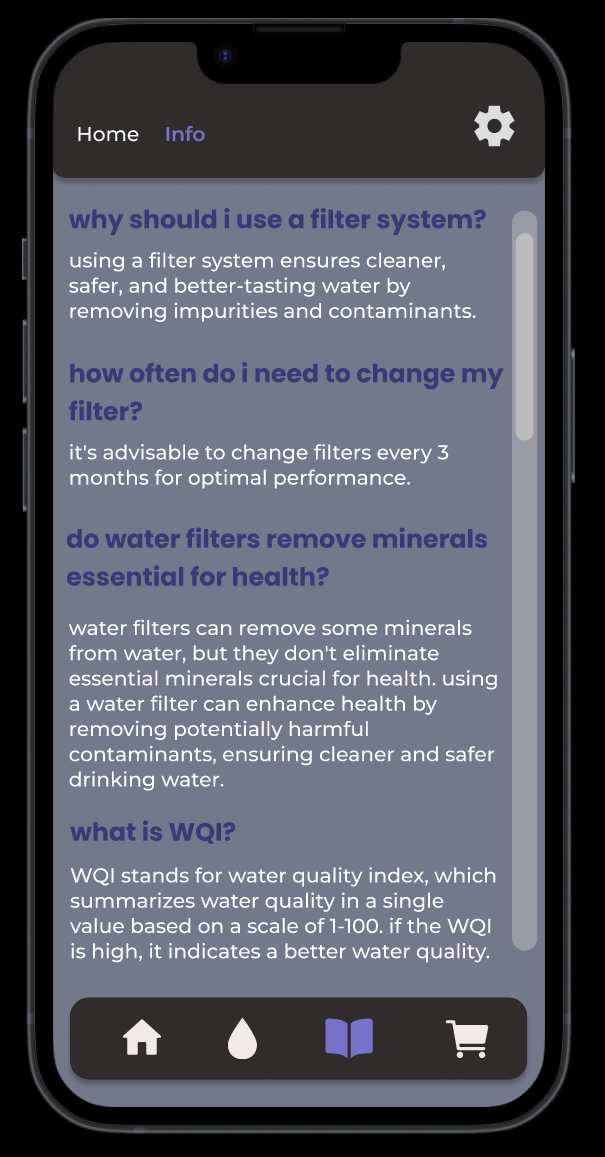 Home Info
why should i use a filter system?
using a filter system ensures cleaner,
safer, and better-tasting water by
removing impurities and contaminants.
how often do i need to change my
filter?
it's advisable to change filters every 3
months for optimal performance.
do water filters remove minerals
essential for health?
water filters can remove some minerals
from water, but they don't eliminate
essential minerals crucial for health. using
a water filter can enhance health by
removing potentially harmful
contaminants, ensuring cleaner and safer
drinking water.
what is WQI?
WQI stands for water quality index, which
summarizes water quality in a single
value based on a scale of 1-100. if the WQI
is high, it indicates a better water quality.